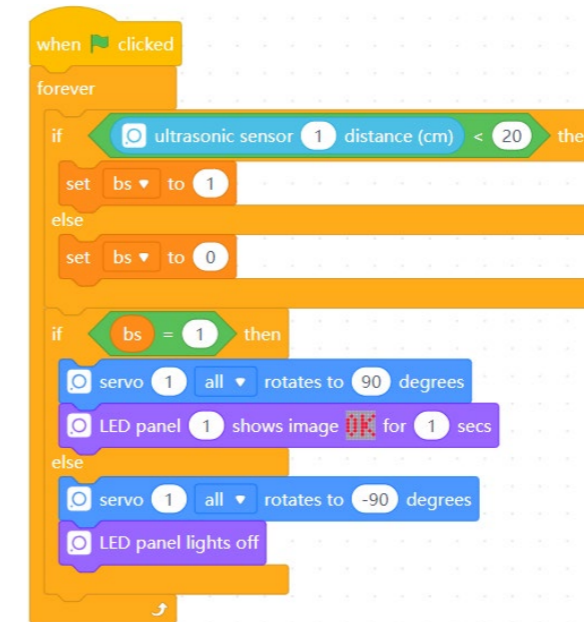 when clicked
forever
if ultrasonic sensor 1 distance (cm) < 20 the
set bs to 1
else
set bs to 0
if bs = 1 then
servo 1 all rotates to 90 degrees
LED panel 1 shows image OK for 1 secs
else
servo 1 all rotates to -90 degrees
LED panel lights off